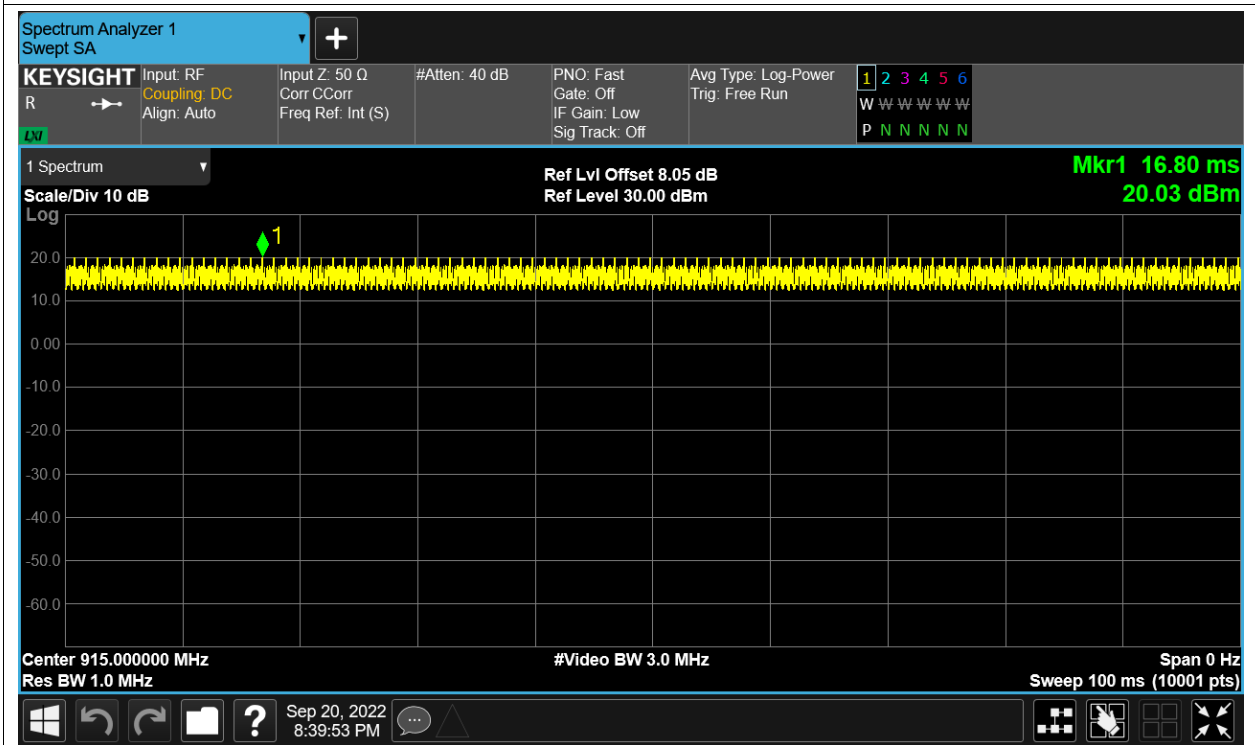 Spectrum Analyzer 1
Swept SA
KEYSIGHT
R
LXI
Input: RF
Coupling: DC
Align: Auto
Input Z: 50 Ω
Corr CCorr
Freq Ref: Int (S)
#Atten: 40 dB
PNO: Fast
Gate: Off
IF Gain: Low
Sig Track: Off
Avg Type: Log-Power
Trig: Free Run
1 2 3 4 5 6
W W W W W W
P N N N N N
1 Spectrum
Scale/Div 10 dB
Ref Lvl Offset 8.05 dB
Ref Level 30.00 dBm
Mkr1 16.80 ms
20.03 dBm
Log
1
20.0
10.0
0.00
-10.0
-20.0
-30.0
-40.0
-50.0
-60.0
Center 915.000000 MHz
Res BW 1.0 MHz
#Video BW 3.0 MHz
Span 0 Hz
Sweep 100 ms (10001 pts)
?
Sep 20, 2022
8:39:53 PM